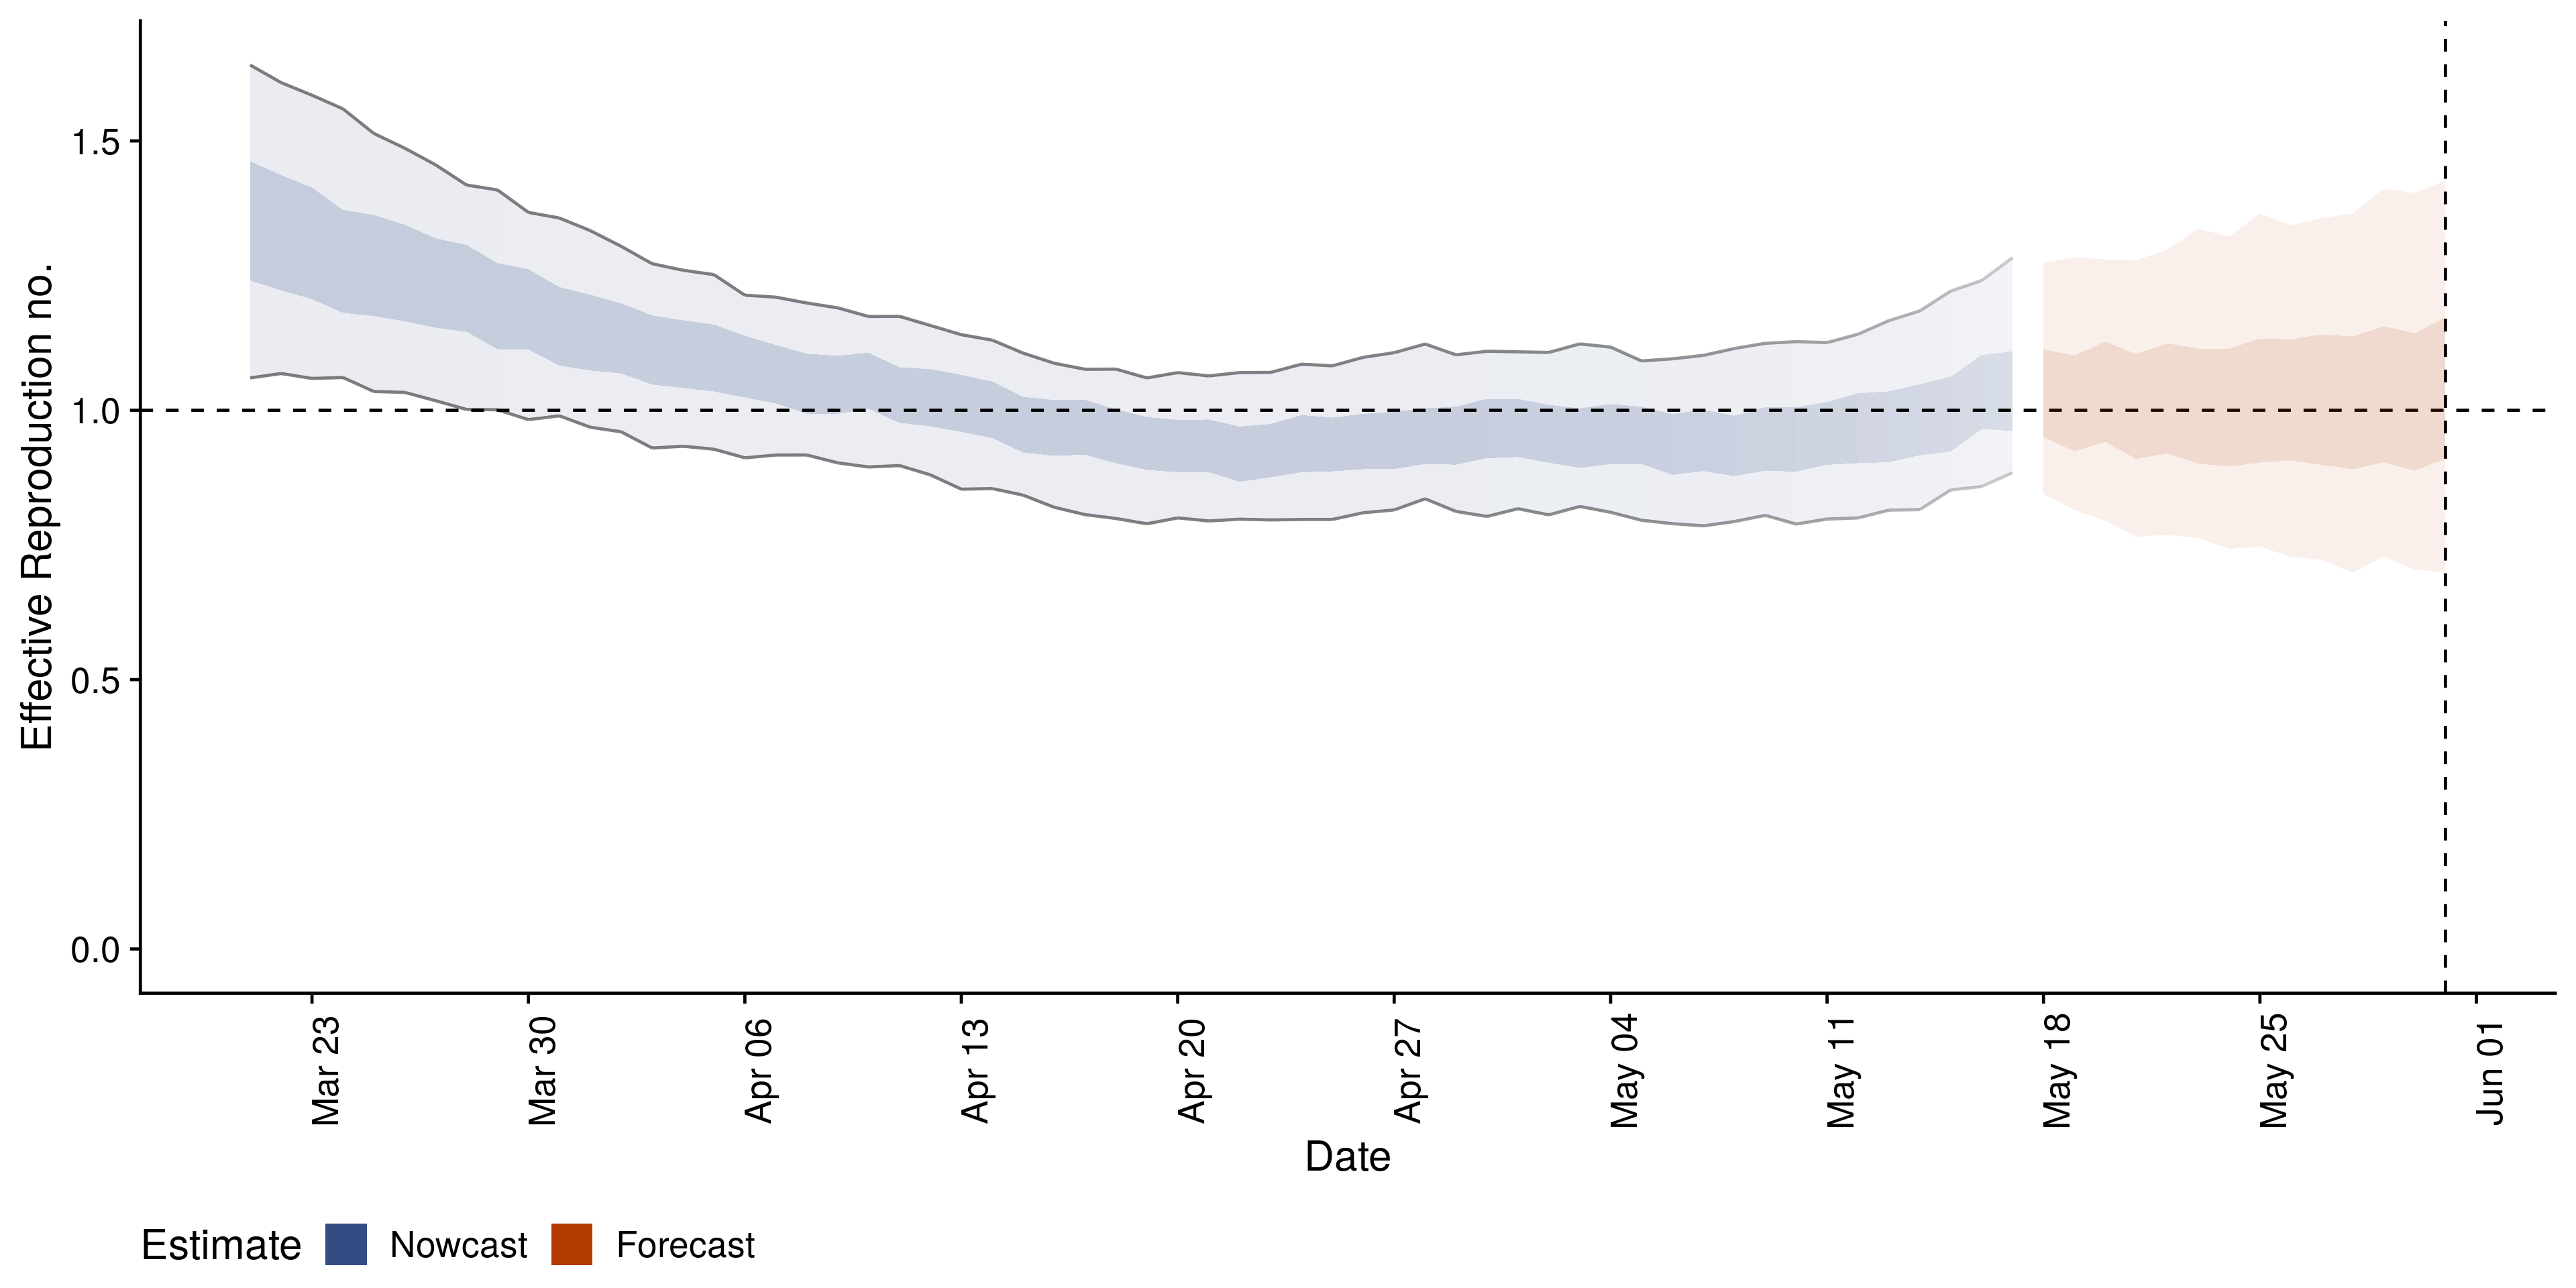 Effective Reproduction no.
1.5
1.0
0.5
0.0
Mar 23
Mar 30
Apr 06
Apr 13
Apr 20
Apr 27
May 04
May 11
May 18
May 25
Jun 01
Date
Estimate Nowcast Forecast